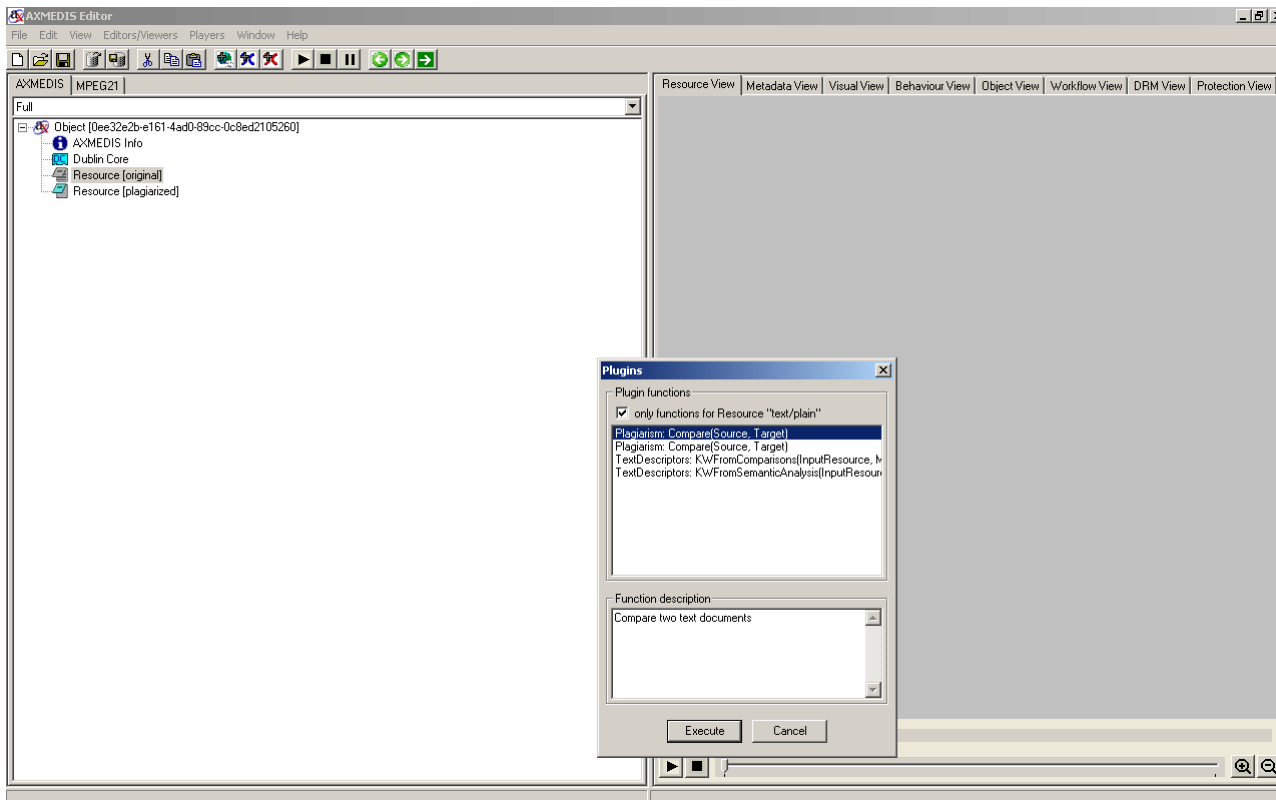 AXMEDIS Editor
File Edit View Editors/Viewers Players Window Help
AXMEDIS MPEG21
Full
Object [0ee32e2b-e161-4ad0-89cc-0c8ed2105260]
AXMEDIS Info
Dublin Core
Resource [original]
Resource [plagiarized]
Resource View Metadata View Visual View Behaviour View Object View Workflow View DRM View Protection View
Plugins
Plugin functions
only functions for Resource "text/plain"
Plagiarism: Compare(Source, Target)
Plagiarism: Compare(Source, Target)
TextDescriptors: KWFromComparisons(InputResource,
TextDescriptors: KWFromSemanticAnalysis(
Function description
Compare two text documents
Execute Cancel